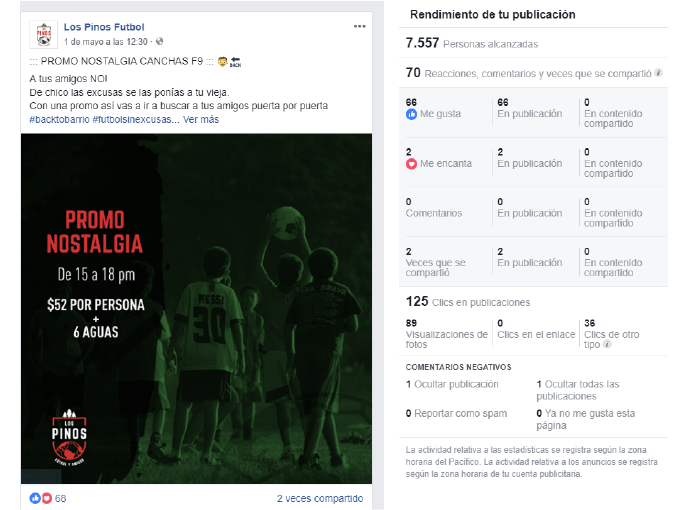 Los Pinos Futbol
1 de mayo a las 12:30 ·
::: PROMO NOSTALGIA CANCHAS F9 ::: BACK
A tus amigos NO!
De chico las excusas se las ponías a tu vieja.
Con una promo así vas a ir a buscar a tus amigos puerta por puerta
#backtobarrio #futbolsinexcusas... Ver más
PROMO
NOSTALGIA
De 15 a 18 pm
$52 POR PERSONA
+
6 AGUAS
MESSI
30
LOS
PINOS
FUTBOL Y AMIGOS
68
2 veces compartido
Rendimiento de tu publicación
7.557 Personas alcanzadas
70 Reacciones, comentarios y veces que se compartió
66 Me gusta
66 En publicación
0 En contenido compartido
2 Me encanta
2 En publicación
0 En contenido compartido
0 Comentarios
0 En publicación
0 En contenido compartido
2 Veces que se compartió
2 En publicación
0 En contenido compartido
125 Clics en publicaciones
89 Visualizaciones de fotos
0 Clics en el enlace
36 Clics de otro tipo
COMENTARIOS NEGATIVOS
1 Ocultar publicación
1 Ocultar todas las publicaciones
0 Reportar como spam
0 Ya no me gusta esta página
La actividad relativa a las estadísticas se registra según la zona
horaria del Pacífico. La actividad relativa a los anuncios se registra
según la zona horaria de tu cuenta publicitaria.